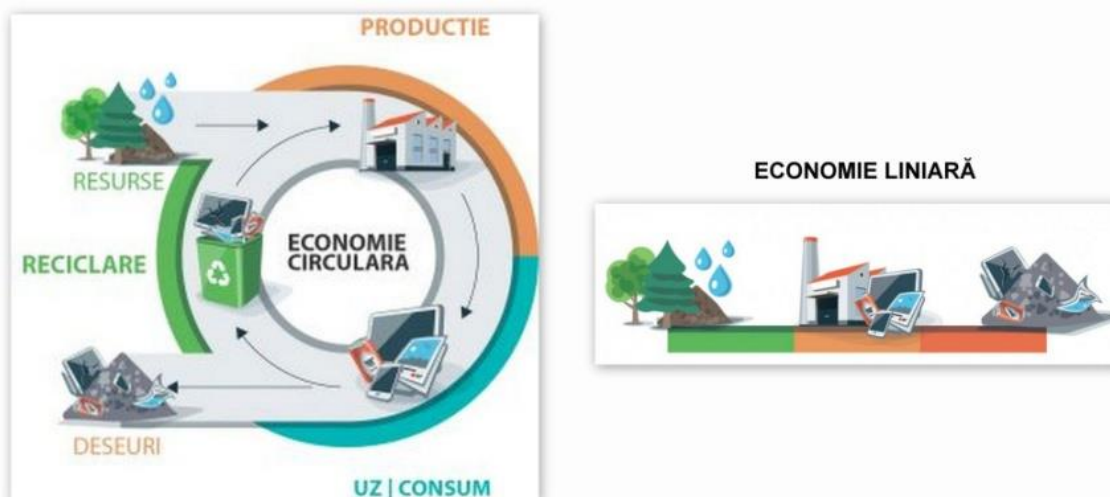 PRODUCTIE
RESURSE
RECICLARE
ECONOMIE
CIRCULARA
DESEURI
UZ | CONSUM
ECONOMIE LINIARĂ